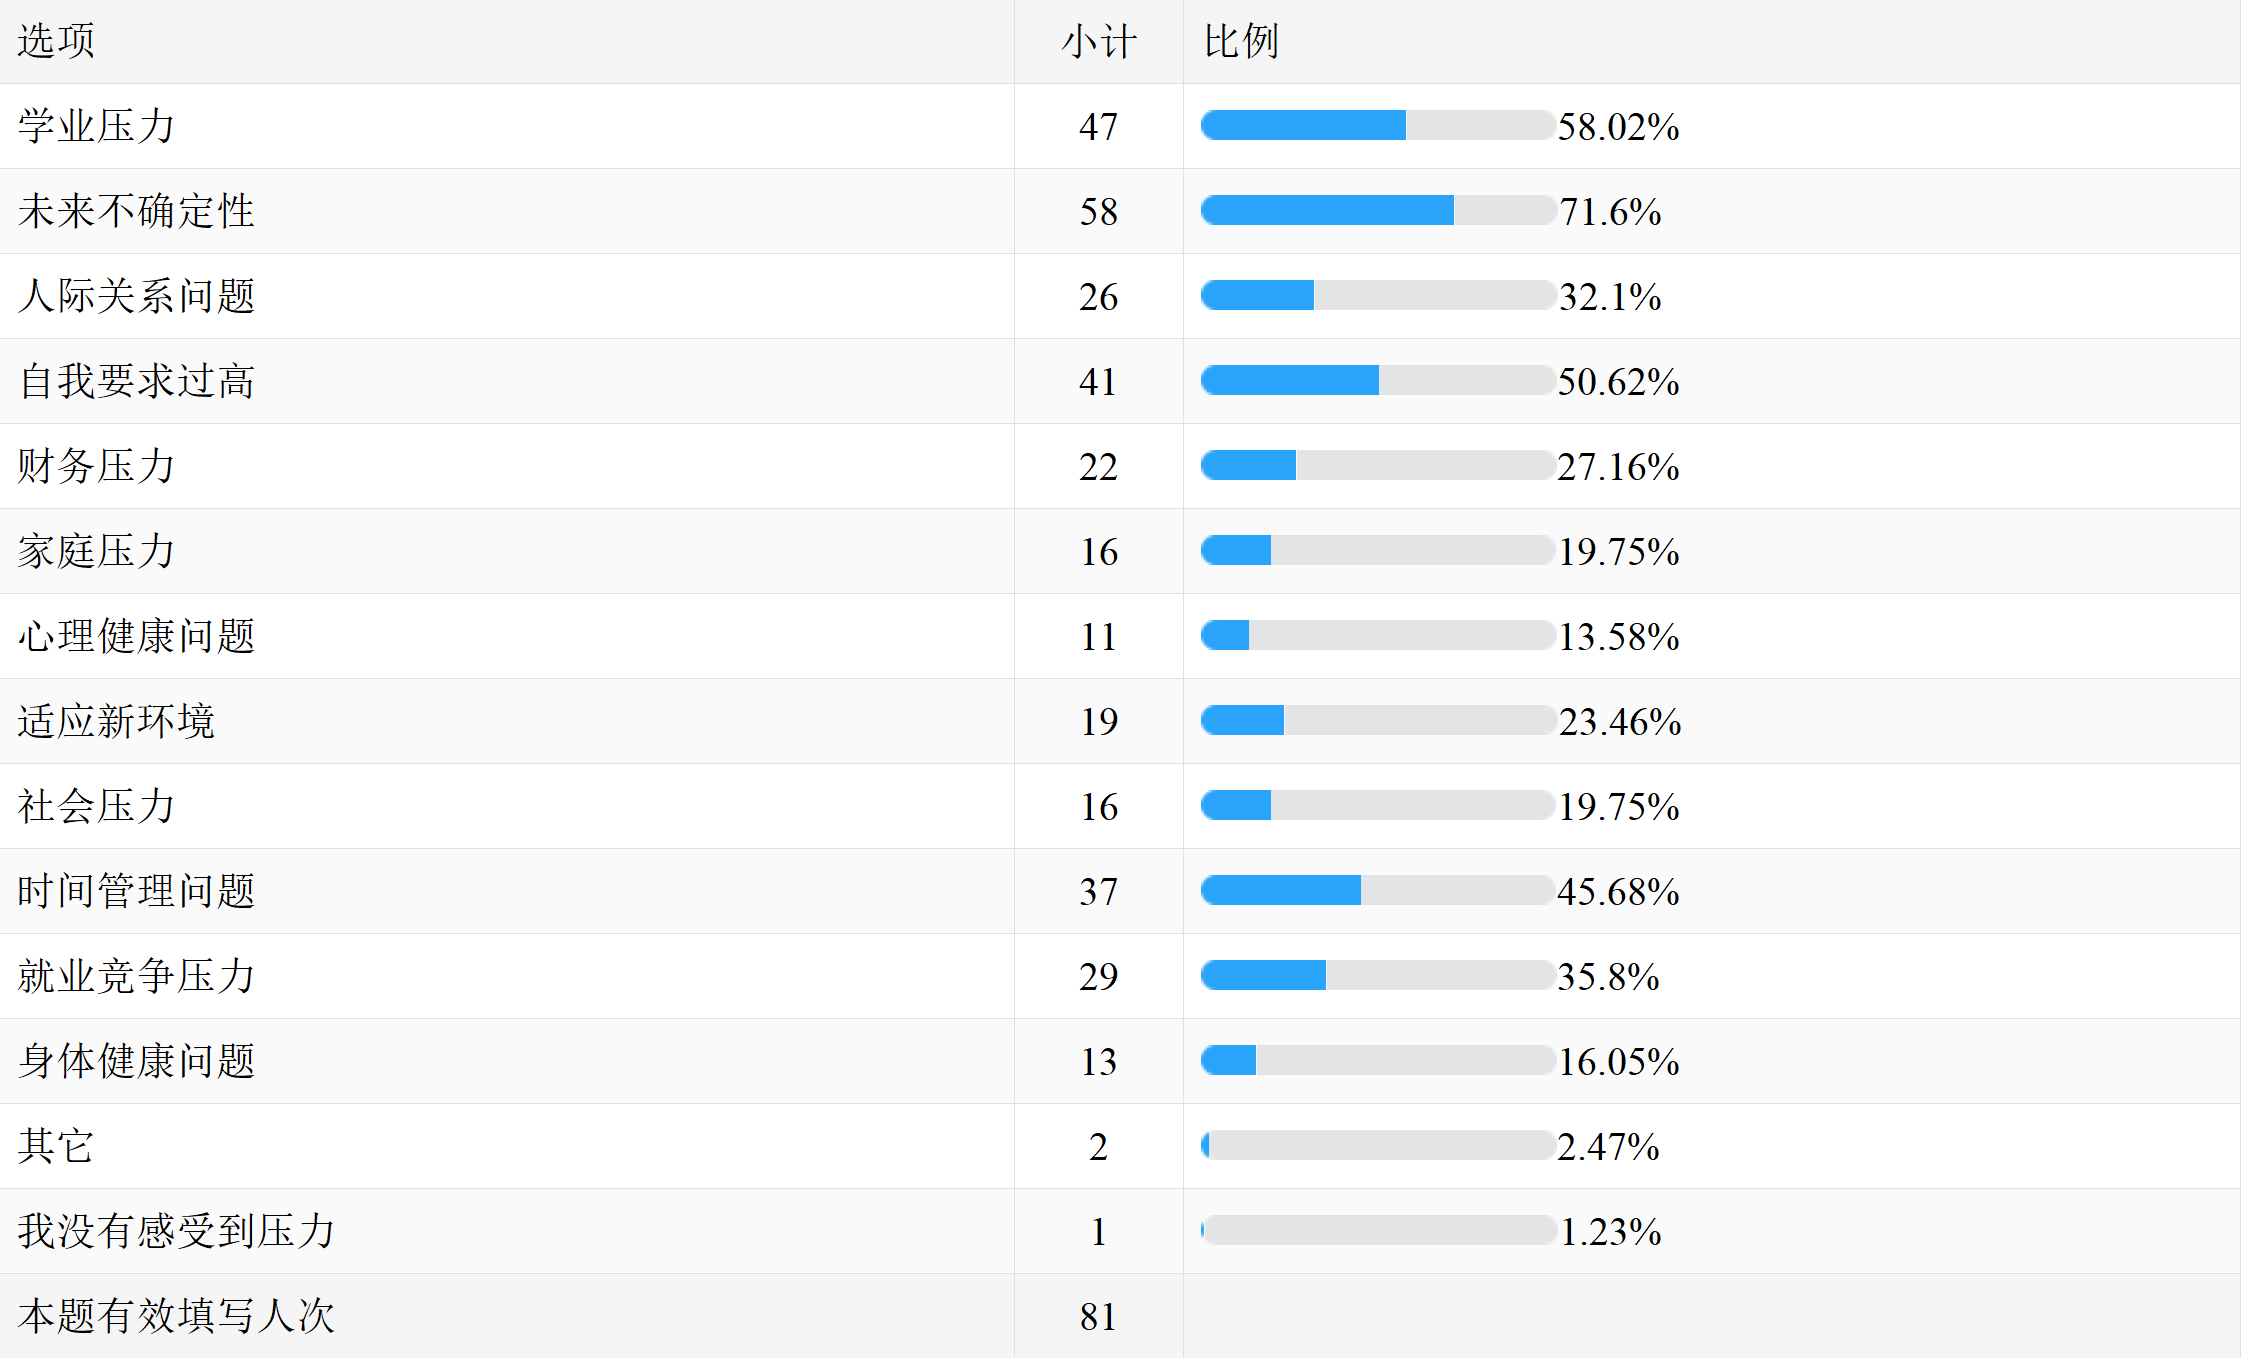 选项 小计 比例
学业压力 47 58.02%
未来不确定性 58 71.6%
人际关系问题 26 32.1%
自我要求过高 41 50.62%
财务压力 22 27.16%
家庭压力 16 19.75%
心理健康问题 11 13.58%
适应新环境 19 23.46%
社会压力 16 19.75%
时间管理问题 37 45.68%
就业竞争压力 29 35.8%
身体健康问题 13 16.05%
其它 2 2.47%
我没有感受到压力 1 1.23%
本题有效填写人次 81